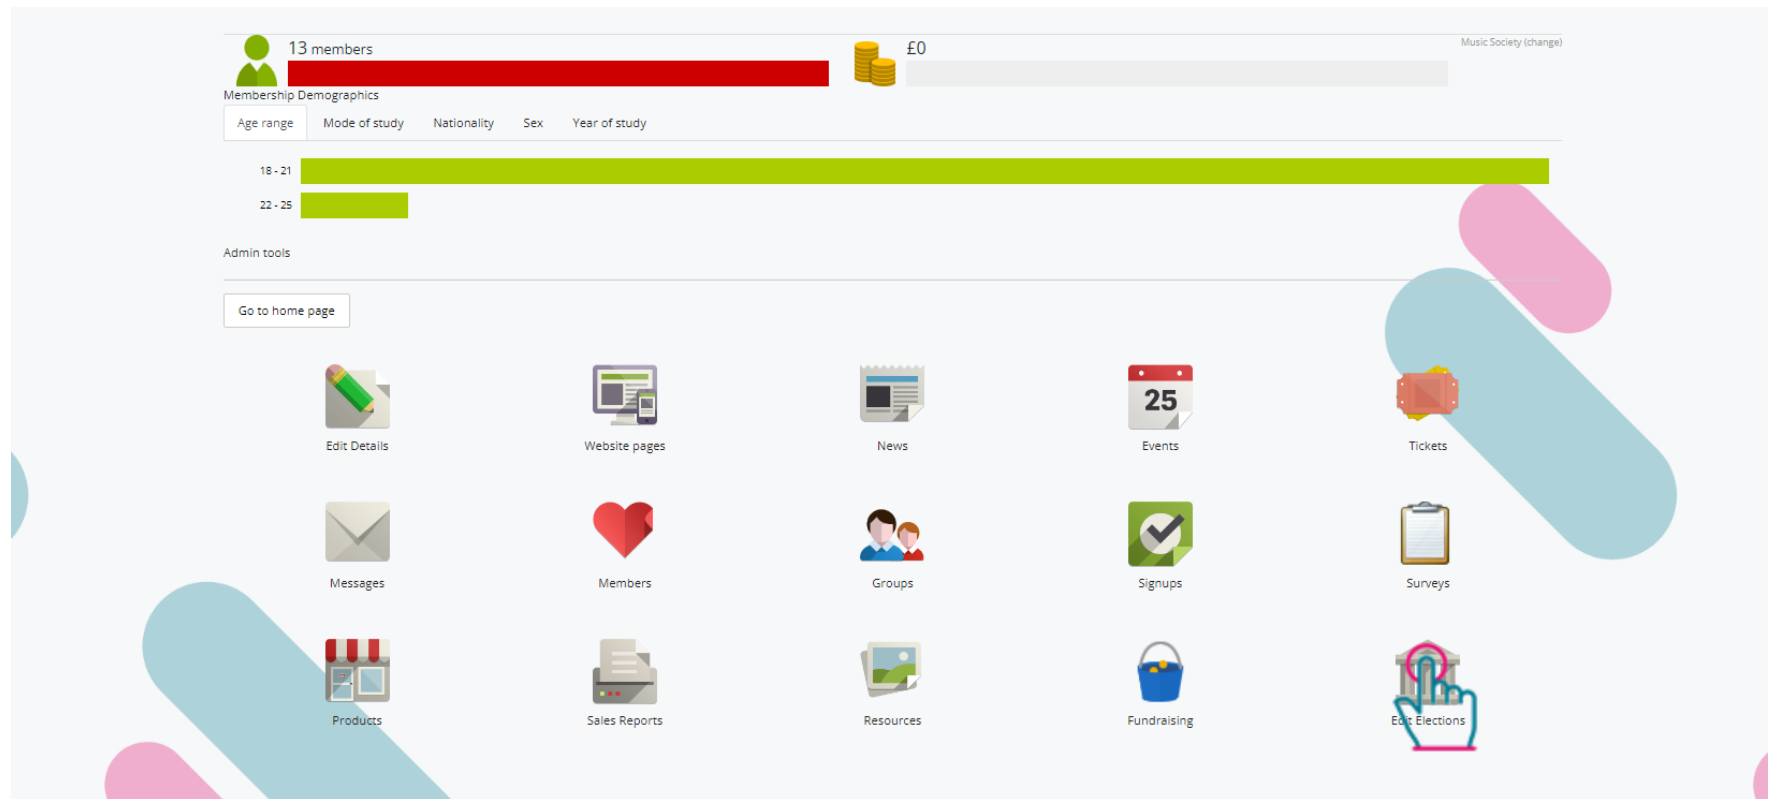 13 members
£0
Music Society (change)
Membership Demographics
Age range Mode of study Nationality Sex Year of study
18 - 21
22 - 25
Admin tools
Go to home page
25
Edit Details Website pages News Events Tickets
Messages Members Groups Signups Surveys
Products Sales Reports Resources Fundraising Edit Elections